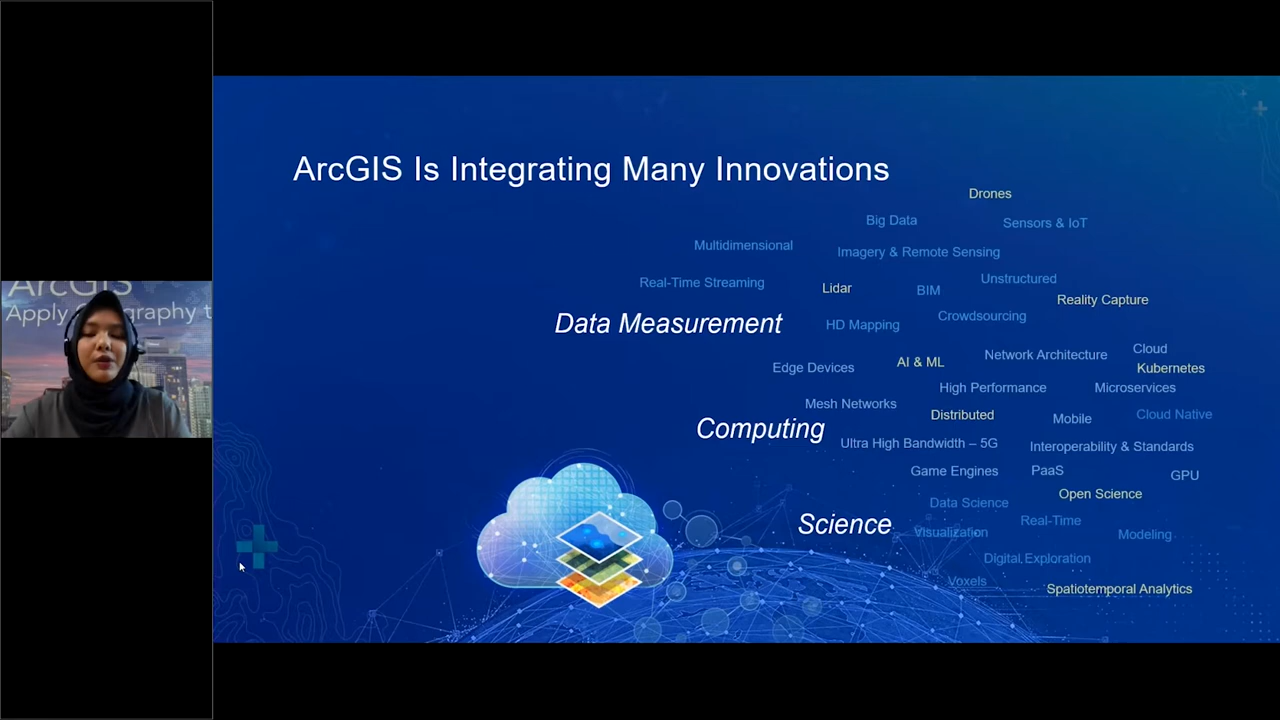 ArcGIS
Apply
ArcGIS Is Integrating Many Innovations
Drones
Big Data
Sensors & IoT
Multidimensional
Imagery & Remote Sensing
Real-Time Streaming
Lidar
BIM
Unstructured
Reality Capture
Data Measurement
HD Mapping
Crowdsourcing
Edge Devices
AI & ML
Network Architecture
Cloud
Kubernetes
High Performance
Microservices
Mesh Networks
Distributed
Mobile
Cloud Native
Computing
Ultra High Bandwidth – 5G
Interoperability & Standards
Game Engines
PaaS
GPU
Open Science
Data Science
Science
Real-Time
Visualization
Modeling
Digital Exploration
Voxels
Spatiotemporal Analytics